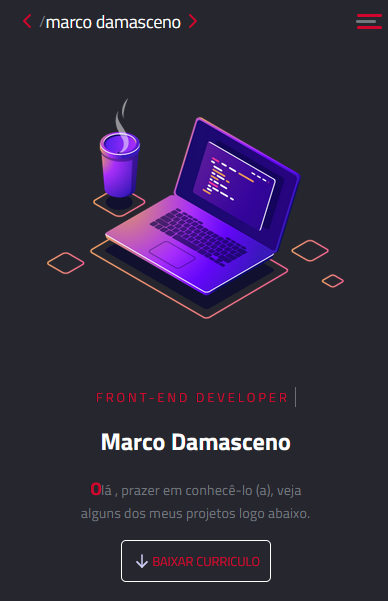 /marco damasceno
FRONT-END DEVELOPER
Marco Damasceno
Olá , prazer em conhecê-lo (a), veja
alguns dos meus projetos logo abaixo.
BAIXAR CURRICULO